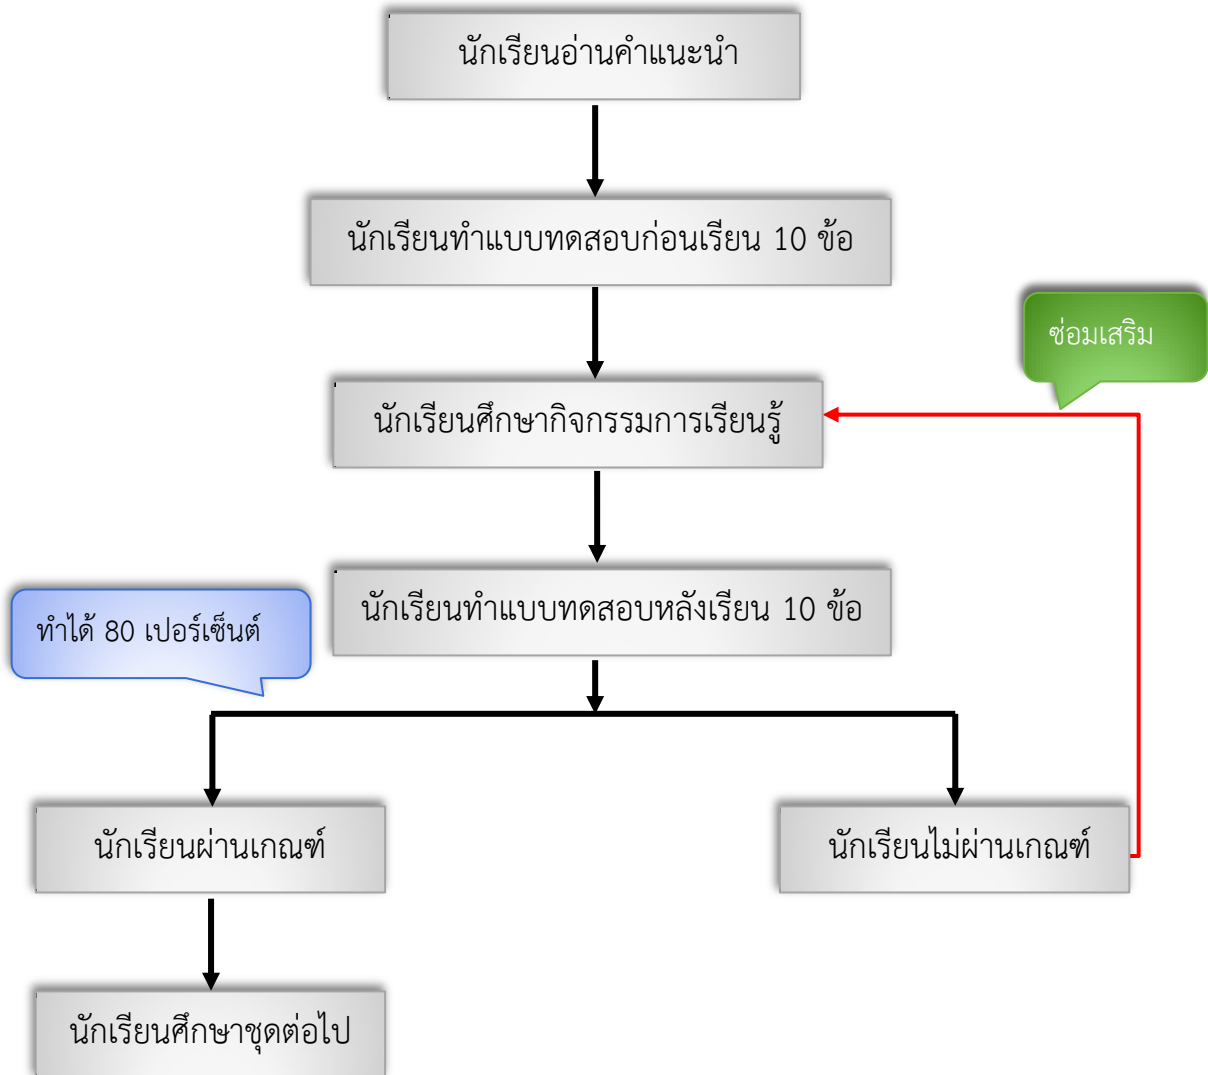 นักเรียนอ่านคำแนะนำ
นักเรียนทำแบบทดสอบก่อนเรียน 10 ข้อ
ซ่อมเสริม
นักเรียนศึกษากิจกรรมการเรียนรู้
นักเรียนทำแบบทดสอบหลังเรียน 10 ข้อ
ทำได้ 80 เปอร์เซ็นต์
นักเรียนผ่านเกณฑ์
นักเรียนไม่ผ่านเกณฑ์
นักเรียนศึกษาชุดต่อไป